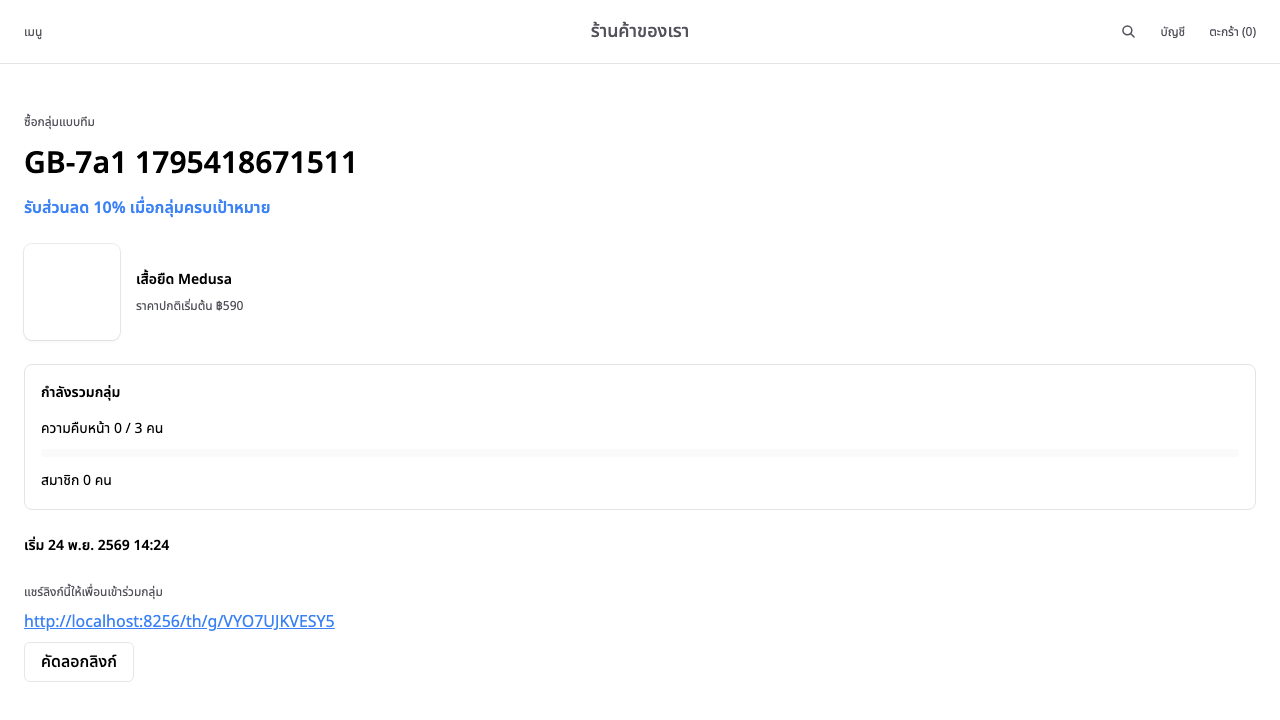 เมนู
ร้านค้าของเรา
บัญชี
ตะกร้า (0)
ซื้อกลุ่มแบบทีม
GB-7a1 1795418671511
รับส่วนลด 10% เมื่อกลุ่มครบเป้าหมาย
เสื้อยืด Medusa
ราคาปกติเริ่มต้น ฿590
กำลังรวมกลุ่ม
ความคืบหน้า 0 / 3 คน
สมาชิก 0 คน
เริ่ม 24 พ.ย. 2569 14:24
แชร์ลิงก์นี้ให้เพื่อนเข้าร่วมกลุ่ม
http://localhost:8256/th/g/VYO7UJKVESY5
คัดลอกลิงก์